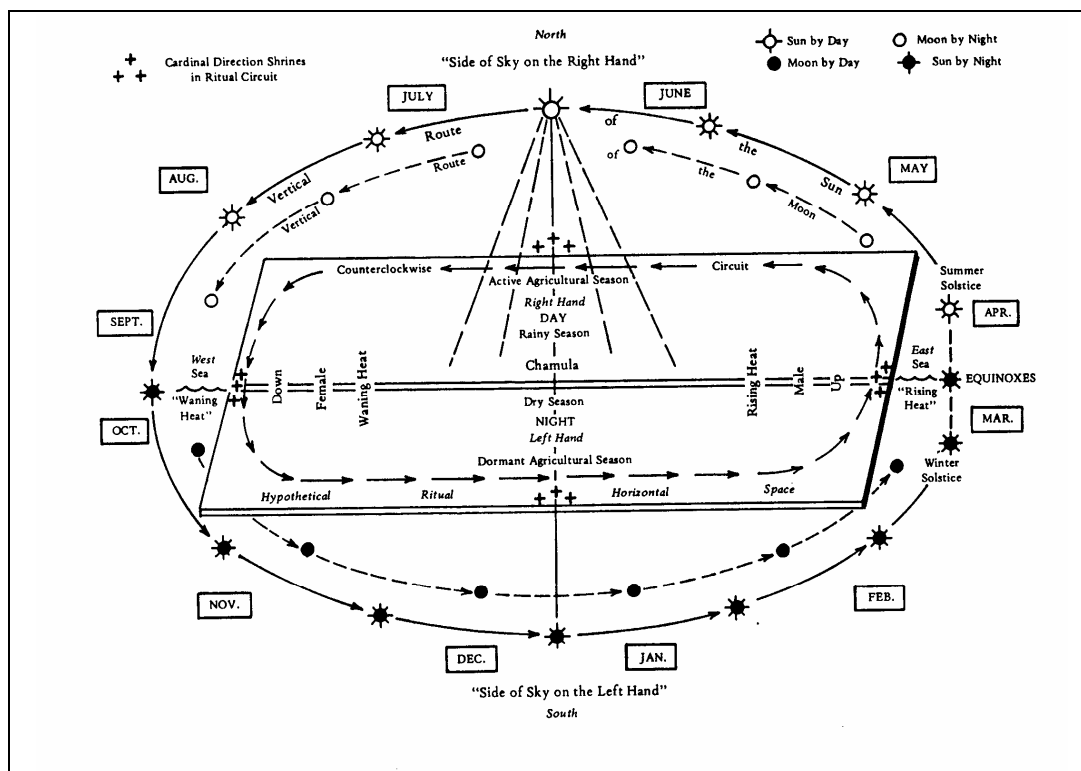 North
"Side of Sky on the Right Hand"
Cardinal Direction Shrines
in Ritual Circuit
Sun by Day
Moon by Night
Moon by Day
Sun by Night
JULY
JUNE
AUG.
MAY
Vertical Route of the Sun
Vertical Route of the Moon
SEPT.
Summer
Solstice
APR.
Counterclockwise Circuit
Active Agricultural Season
Right Hand
DAY
Rainy Season
Chamula
West
Sea
"Waning
Heat"
Down
Female
Waning Heat
Rising Heat
Male
Up
East
Sea
"Rising
Heat"
EQUINOXES
Dry Season
NIGHT
Left Hand
Dormant Agricultural Season
OCT.
MAR.
Winter
Solstice
Hypothetical Ritual Horizontal Space
NOV.
FEB.
DEC.
JAN.
"Side of Sky on the Left Hand"
South